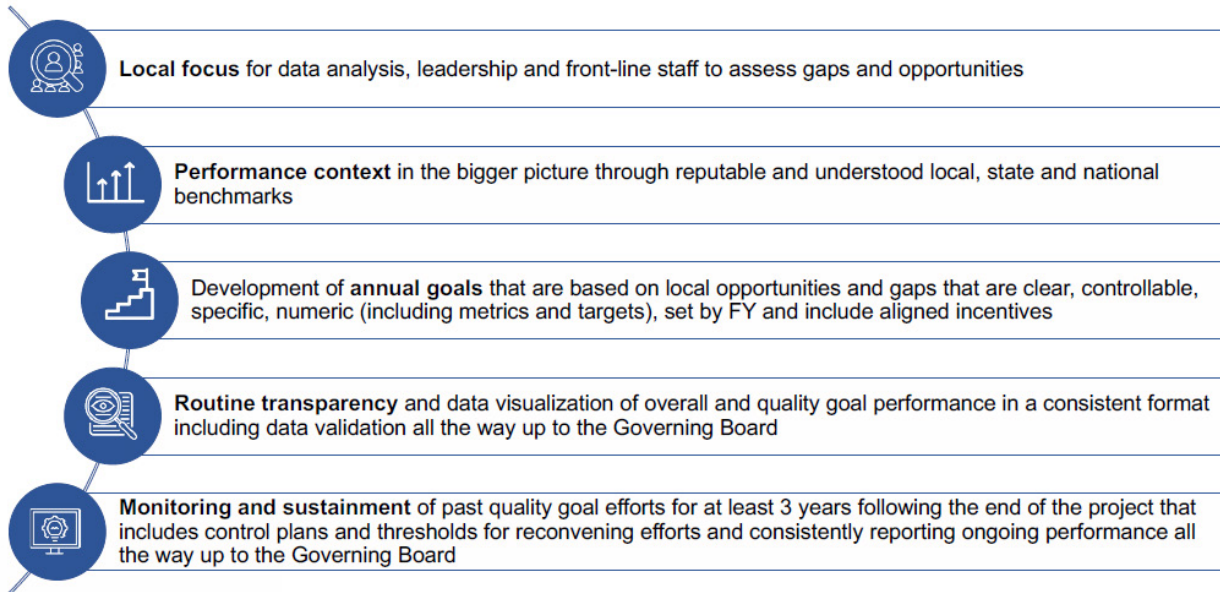 Local focus for data analysis, leadership and front-line staff to assess gaps and opportunities
Performance context in the bigger picture through reputable and understood local, state and national
benchmarks
Development of annual goals that are based on local opportunities and gaps that are clear, controllable,
specific, numeric (including metrics and targets), set by FY and include aligned incentives
Routine transparency and data visualization of overall and quality goal performance in a consistent format
including data validation all the way up to the Governing Board
Monitoring and sustainment of past quality goal efforts for at least 3 years following the end of the project that
includes control plans and thresholds for reconvening efforts and consistently reporting ongoing performance all
the way up to the Governing Board